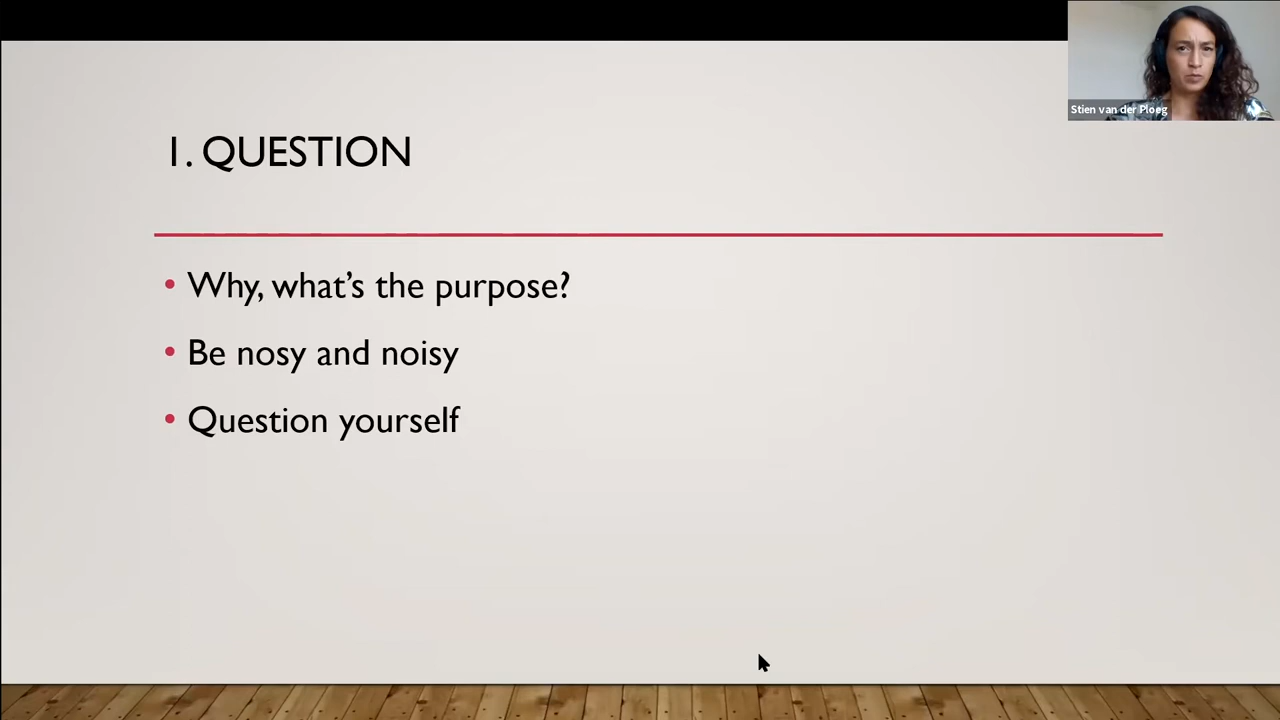 Stien van der Ploeg
1. QUESTION
• Why, what's the purpose?
• Be nosy and noisy
• Question yourself